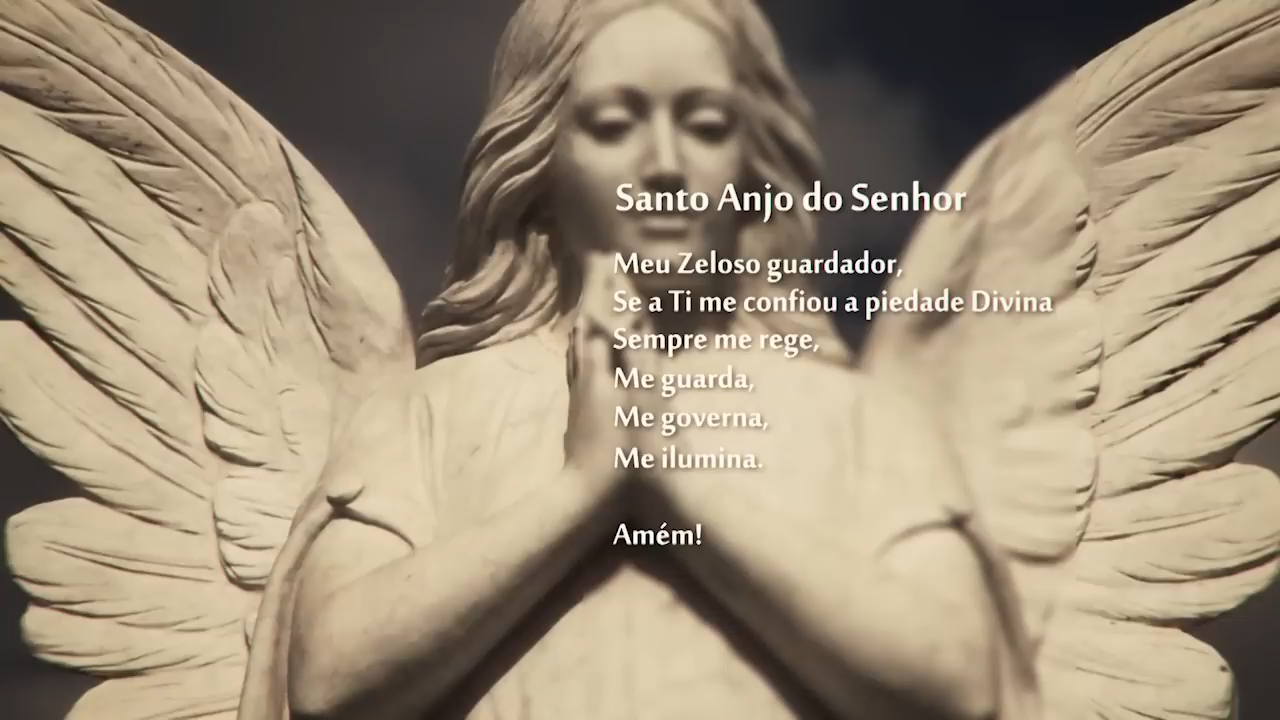 Santo Anjo do Senhor
Meu Zeloso guardador,
Se a Ti me confiou a piedade Divina
Sempre me rege,
Me guarda,
Me governa,
Me ilumina.
Amém!